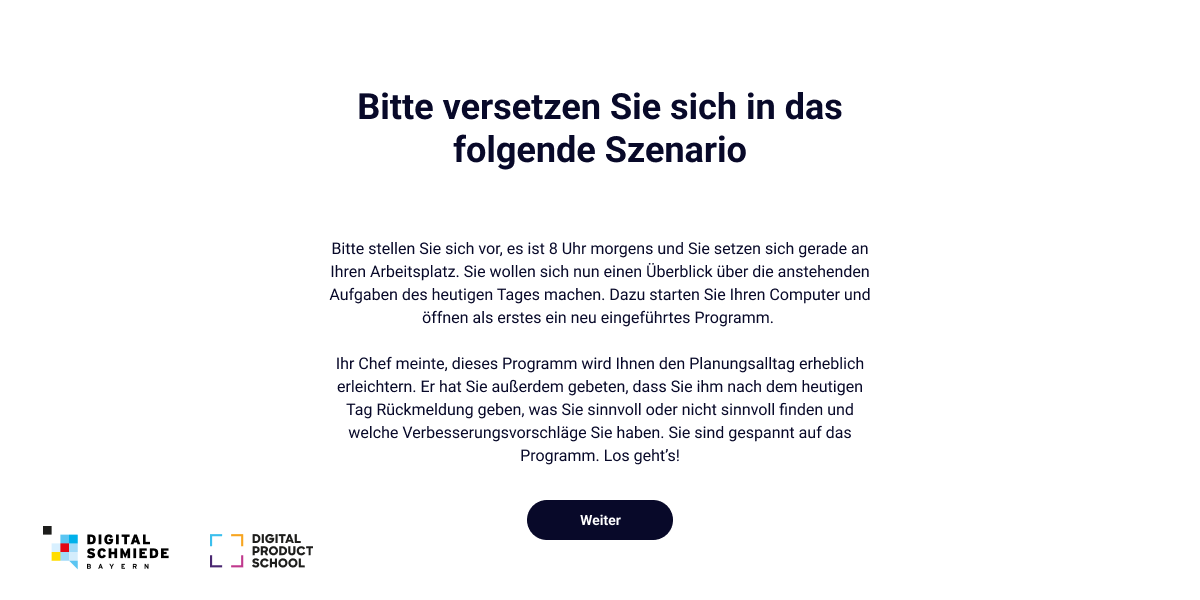 Bitte versetzen Sie sich in das
folgende Szenario
Bitte stellen Sie sich vor, es ist 8 Uhr morgens und Sie setzen sich gerade an
Ihren Arbeitsplatz. Sie wollen sich nun einen Überblick über die anstehenden
Aufgaben des heutigen Tages machen. Dazu starten Sie Ihren Computer und
öffnen als erstes ein neu eingeführtes Programm.
Ihr Chef meinte, dieses Programm wird Ihnen den Planungsalltag erheblich
erleichtern. Er hat Sie außerdem gebeten, dass Sie ihm nach dem heutigen
Tag Rückmeldung geben, was Sie sinnvoll oder nicht sinnvoll finden und
welche Verbesserungsvorschläge Sie haben. Sie sind gespannt auf das
Programm. Los geht’s!
Weiter
DIGITAL
SCHMIEDE
BAYERN
DIGITAL
PRODUCT
SCHOOL